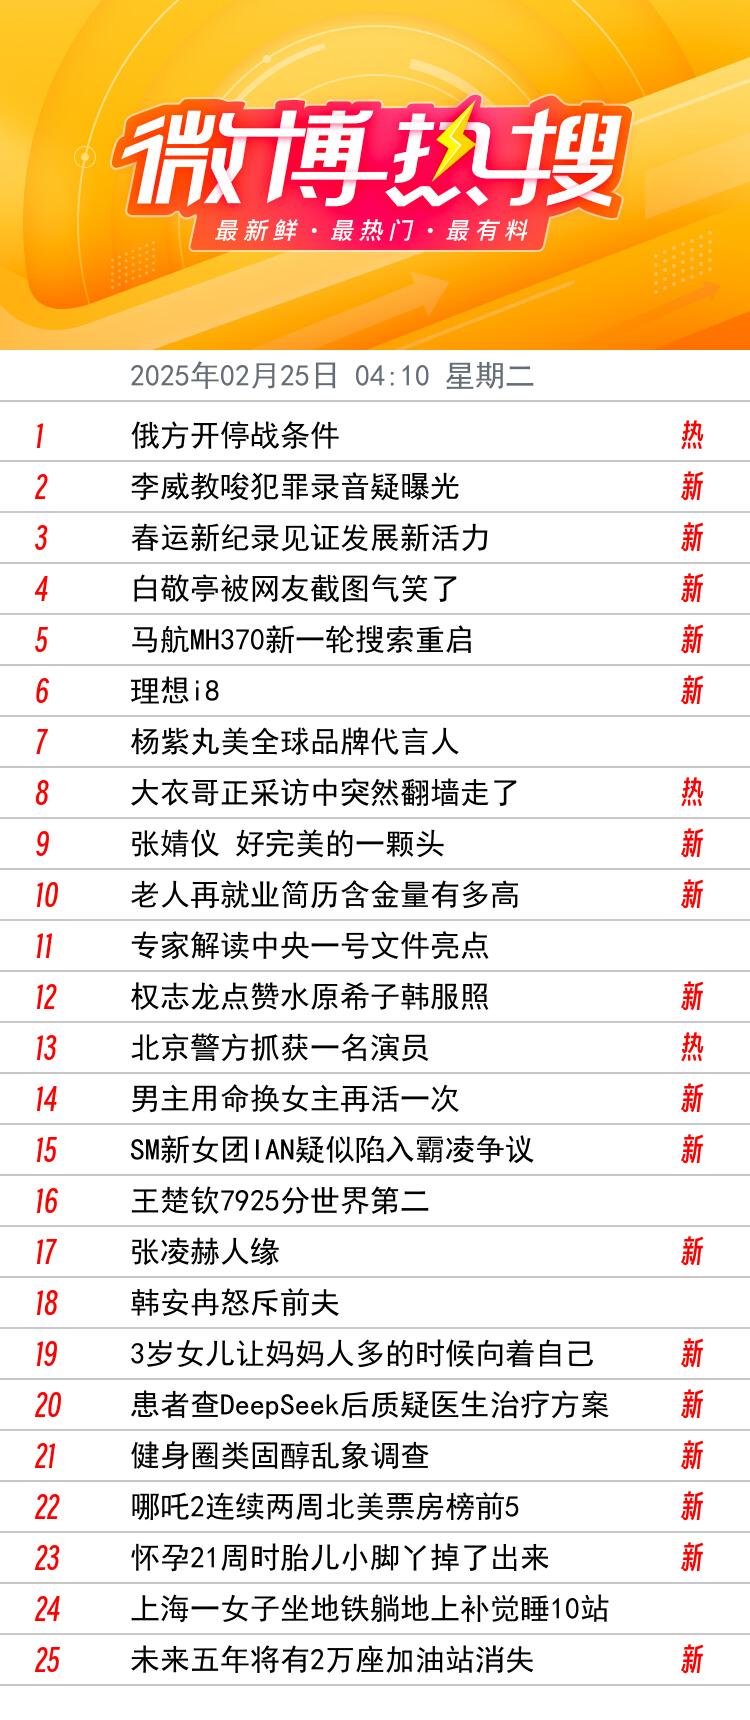 微博热搜
最新鲜·最热门·最有料
2025年02月25日 04:10 星期二
1 俄方开停战条件 热
2 李威教唆犯罪录音疑曝光 新
3 春运新纪录见证发展新活力 新
4 白敬亭被网友截图气笑了 新
5 马航MH370新一轮搜索重启 新
6 理想i8 新
7 杨紫丸美全球品牌代言人
8 大衣哥正采访中突然翻墙走了 热
9 张婧仪 好完美的一颗头 新
10 老人再就业简历含金量有多高 新
11 专家解读中央一号文件亮点
12 权志龙点赞水原希子韩服照 新
13 北京警方抓获一名演员 热
14 男主用命换女主再活一次 新
15 SM新女团IAN疑似陷入霸凌争议 新
16 王楚钦7925分世界第二
17 张凌赫人缘 新
18 韩安冉怒斥前夫
19 3岁女儿让妈妈人多的时候向着自己 新
20 患者查DeepSeek后质疑医生治疗方案 新
21 健身圈类固醇乱象调查 新
22 哪吒2连续两周北美票房榜前5 新
23 怀孕21周时胎儿小脚丫掉了出来 新
24 上海一女子坐地铁躺地上补觉睡10站
25 未来五年将有2万座加油站消失 新